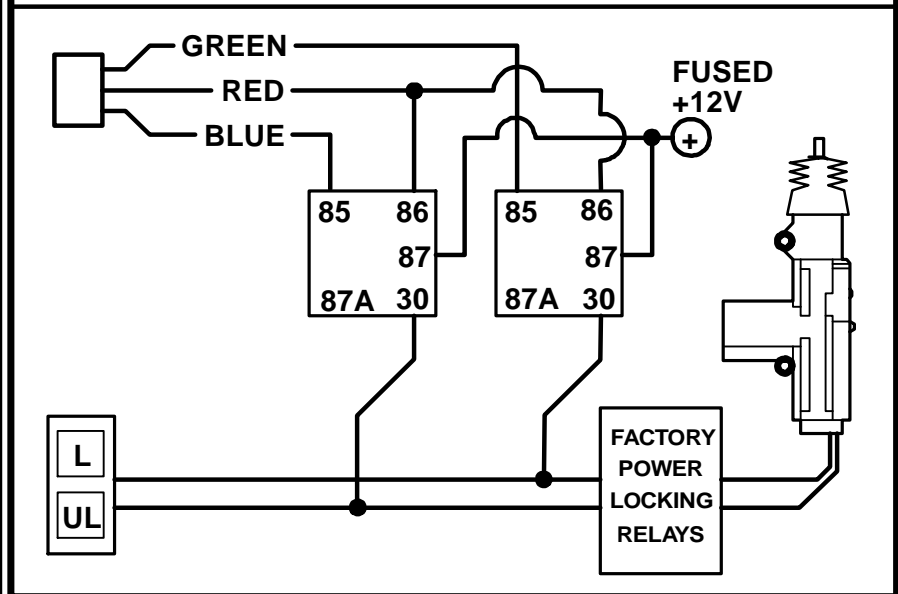 GREEN
RED
BLUE
FUSED
+12V
+
85 86
87
87A 30
85 86
87
87A 30
L
UL
FACTORY
POWER
LOCKING
RELAYS